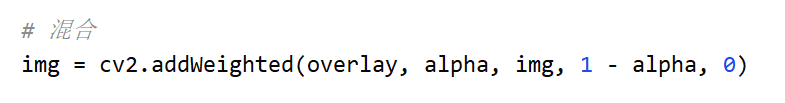 # 混合
img = cv2.addWeighted(overlay, alpha, img, 1 - alpha, 0)